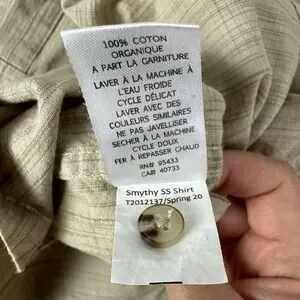 100% COTON
ORGANIQUE
A PART LA GARNITURE
LAVER À LA MACHINE À
L'EAU FROIDE
CYCLE DÉLICAT
LAVER AVEC DES
COULEURS SIMILAIRES
NE PAS JAVELLISER
SECHER À LA MACHINE
CYCLE DOUX
FER À REPASSER CHAUD
RN# 95433
CA# 40733
Smythy SS Shirt
T2012137/Spring 20